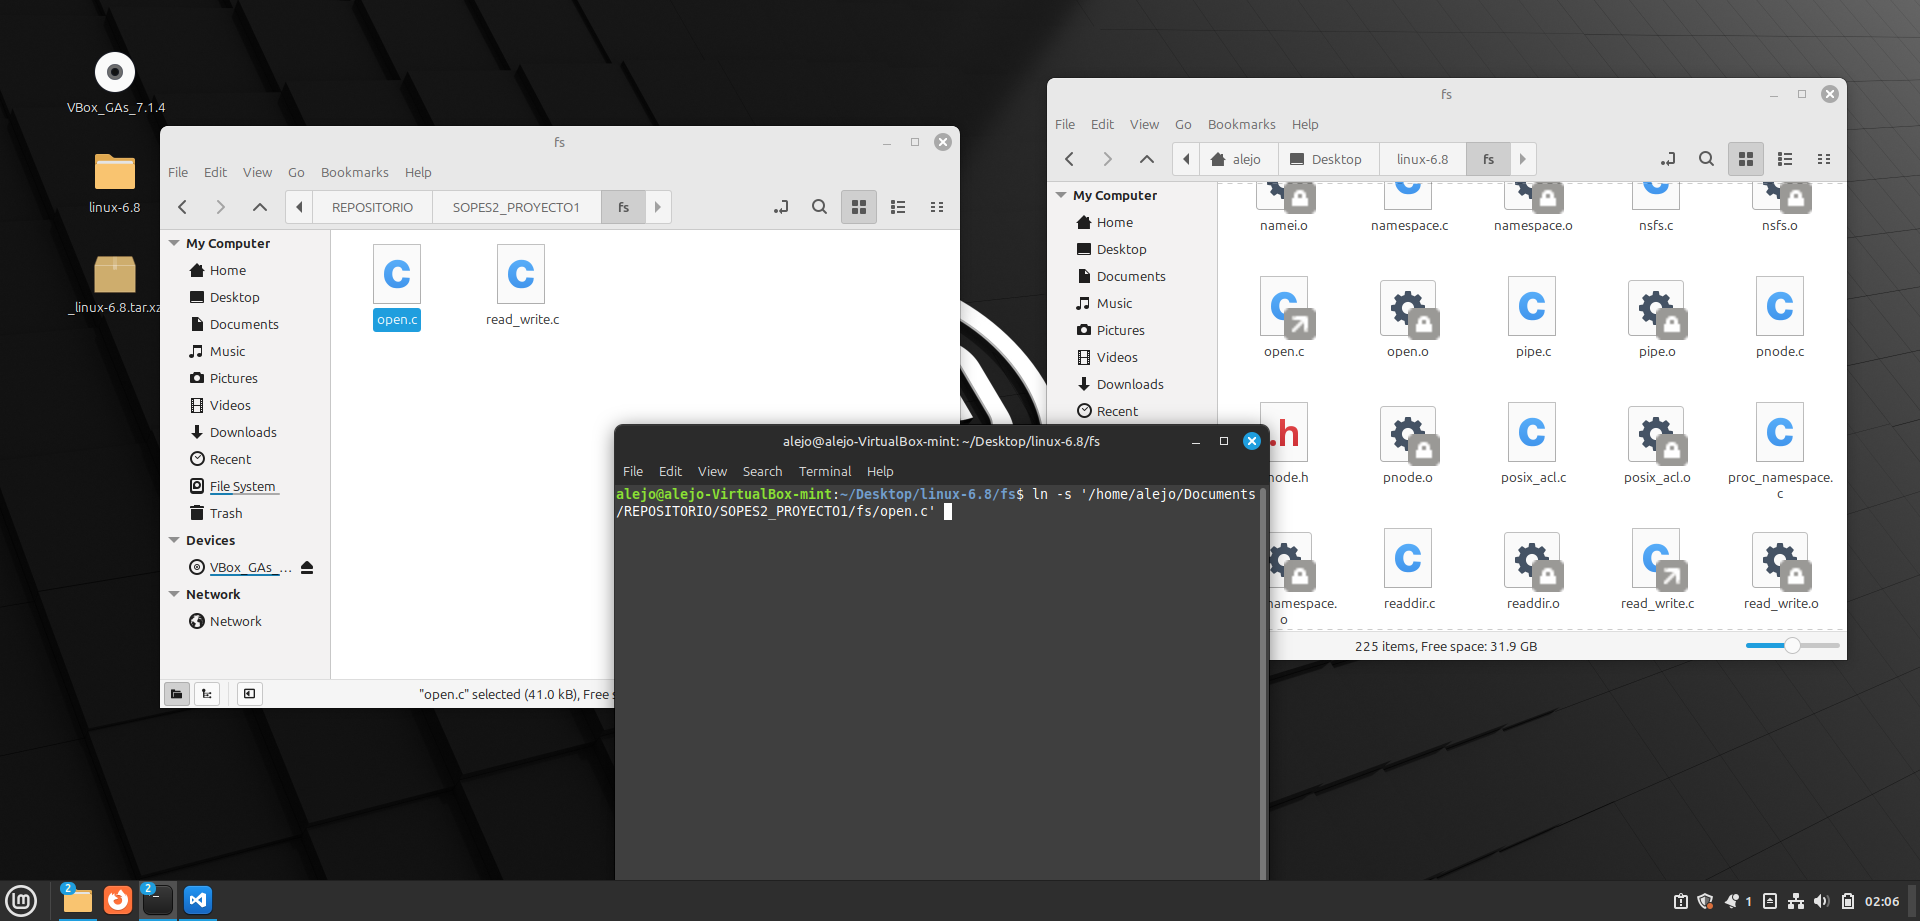 VBox_GAs_7.1.4
linux-6.8
_linux-6.8.tar.xz
fs
File Edit View Go Bookmarks Help
REPOSITORIO SOPES2_PROYECTO1 fs
My Computer
Home
Desktop
Documents
Music
Pictures
Videos
Downloads
Recent
File System
Trash
Devices
VBox_GAs_...
Network
Network
open.c read_write.c
"open.c" selected (41.0 kB), Free
fs
File Edit View Go Bookmarks Help
alejo Desktop linux-6.8 fs
My Computer
Home
Desktop
Documents
Music
Pictures
Videos
Downloads
Recent
namei.o namespace.c namespace.o nsfs.c nsfs.o
open.c open.o pipe.c pipe.o pnode.c
.h C C
node.h pnode.o posix_acl.c posix_acl.o proc_namespace.
c
namespace. readdir.c readdir.o read_write.c read_write.o
o
225 items, Free space: 31.9 GB
alejo@alejo-VirtualBox-mint: ~/Desktop/linux-6.8/fs
File Edit View Search Terminal Help
alejo@alejo-VirtualBox-mint:~/Desktop/linux-6.8/fs$ ln -s '/home/alejo/Documents
/REPOSITORIO/SOPES2_PROYECTO1/fs/open.c'
2 2 1 02:06